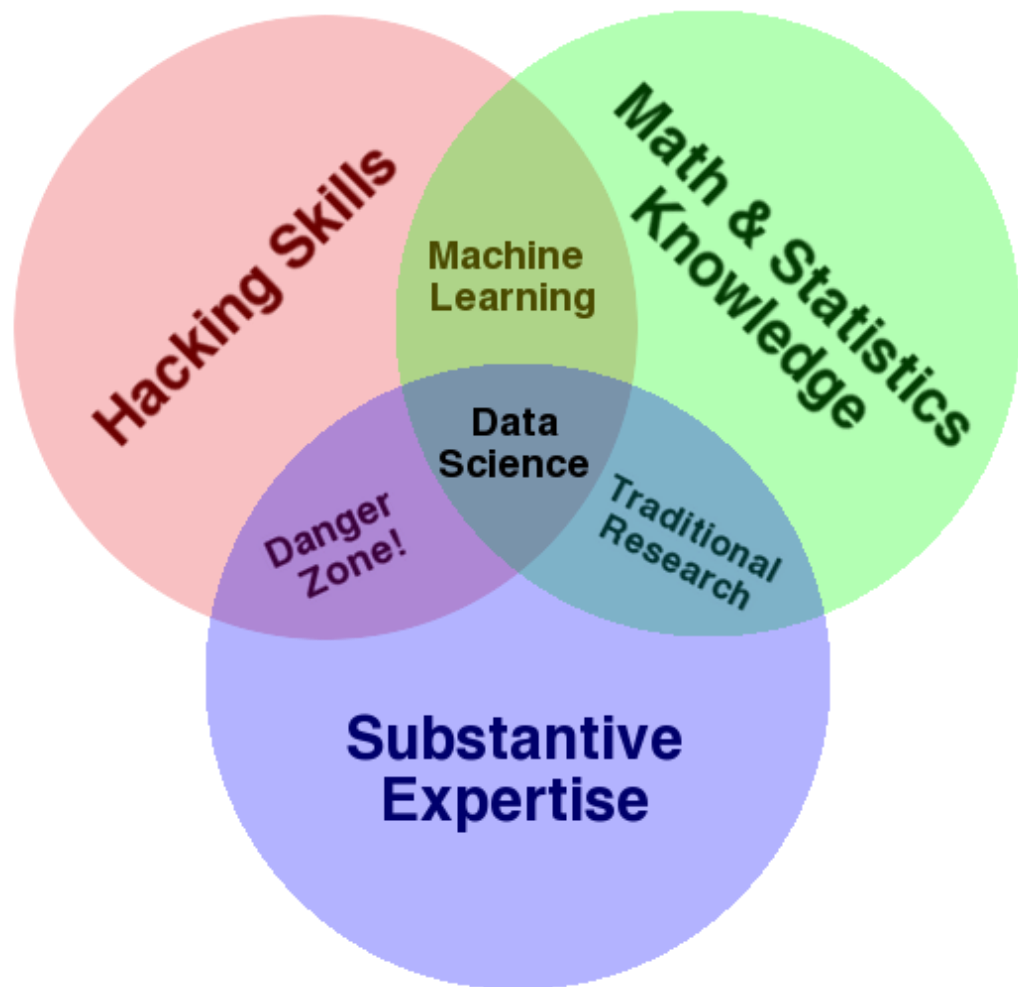 Hacking Skills
Math & Statistics
Knowledge
Machine
Learning
Data
Science
Danger
Zone!
Traditional
Research
Substantive
Expertise